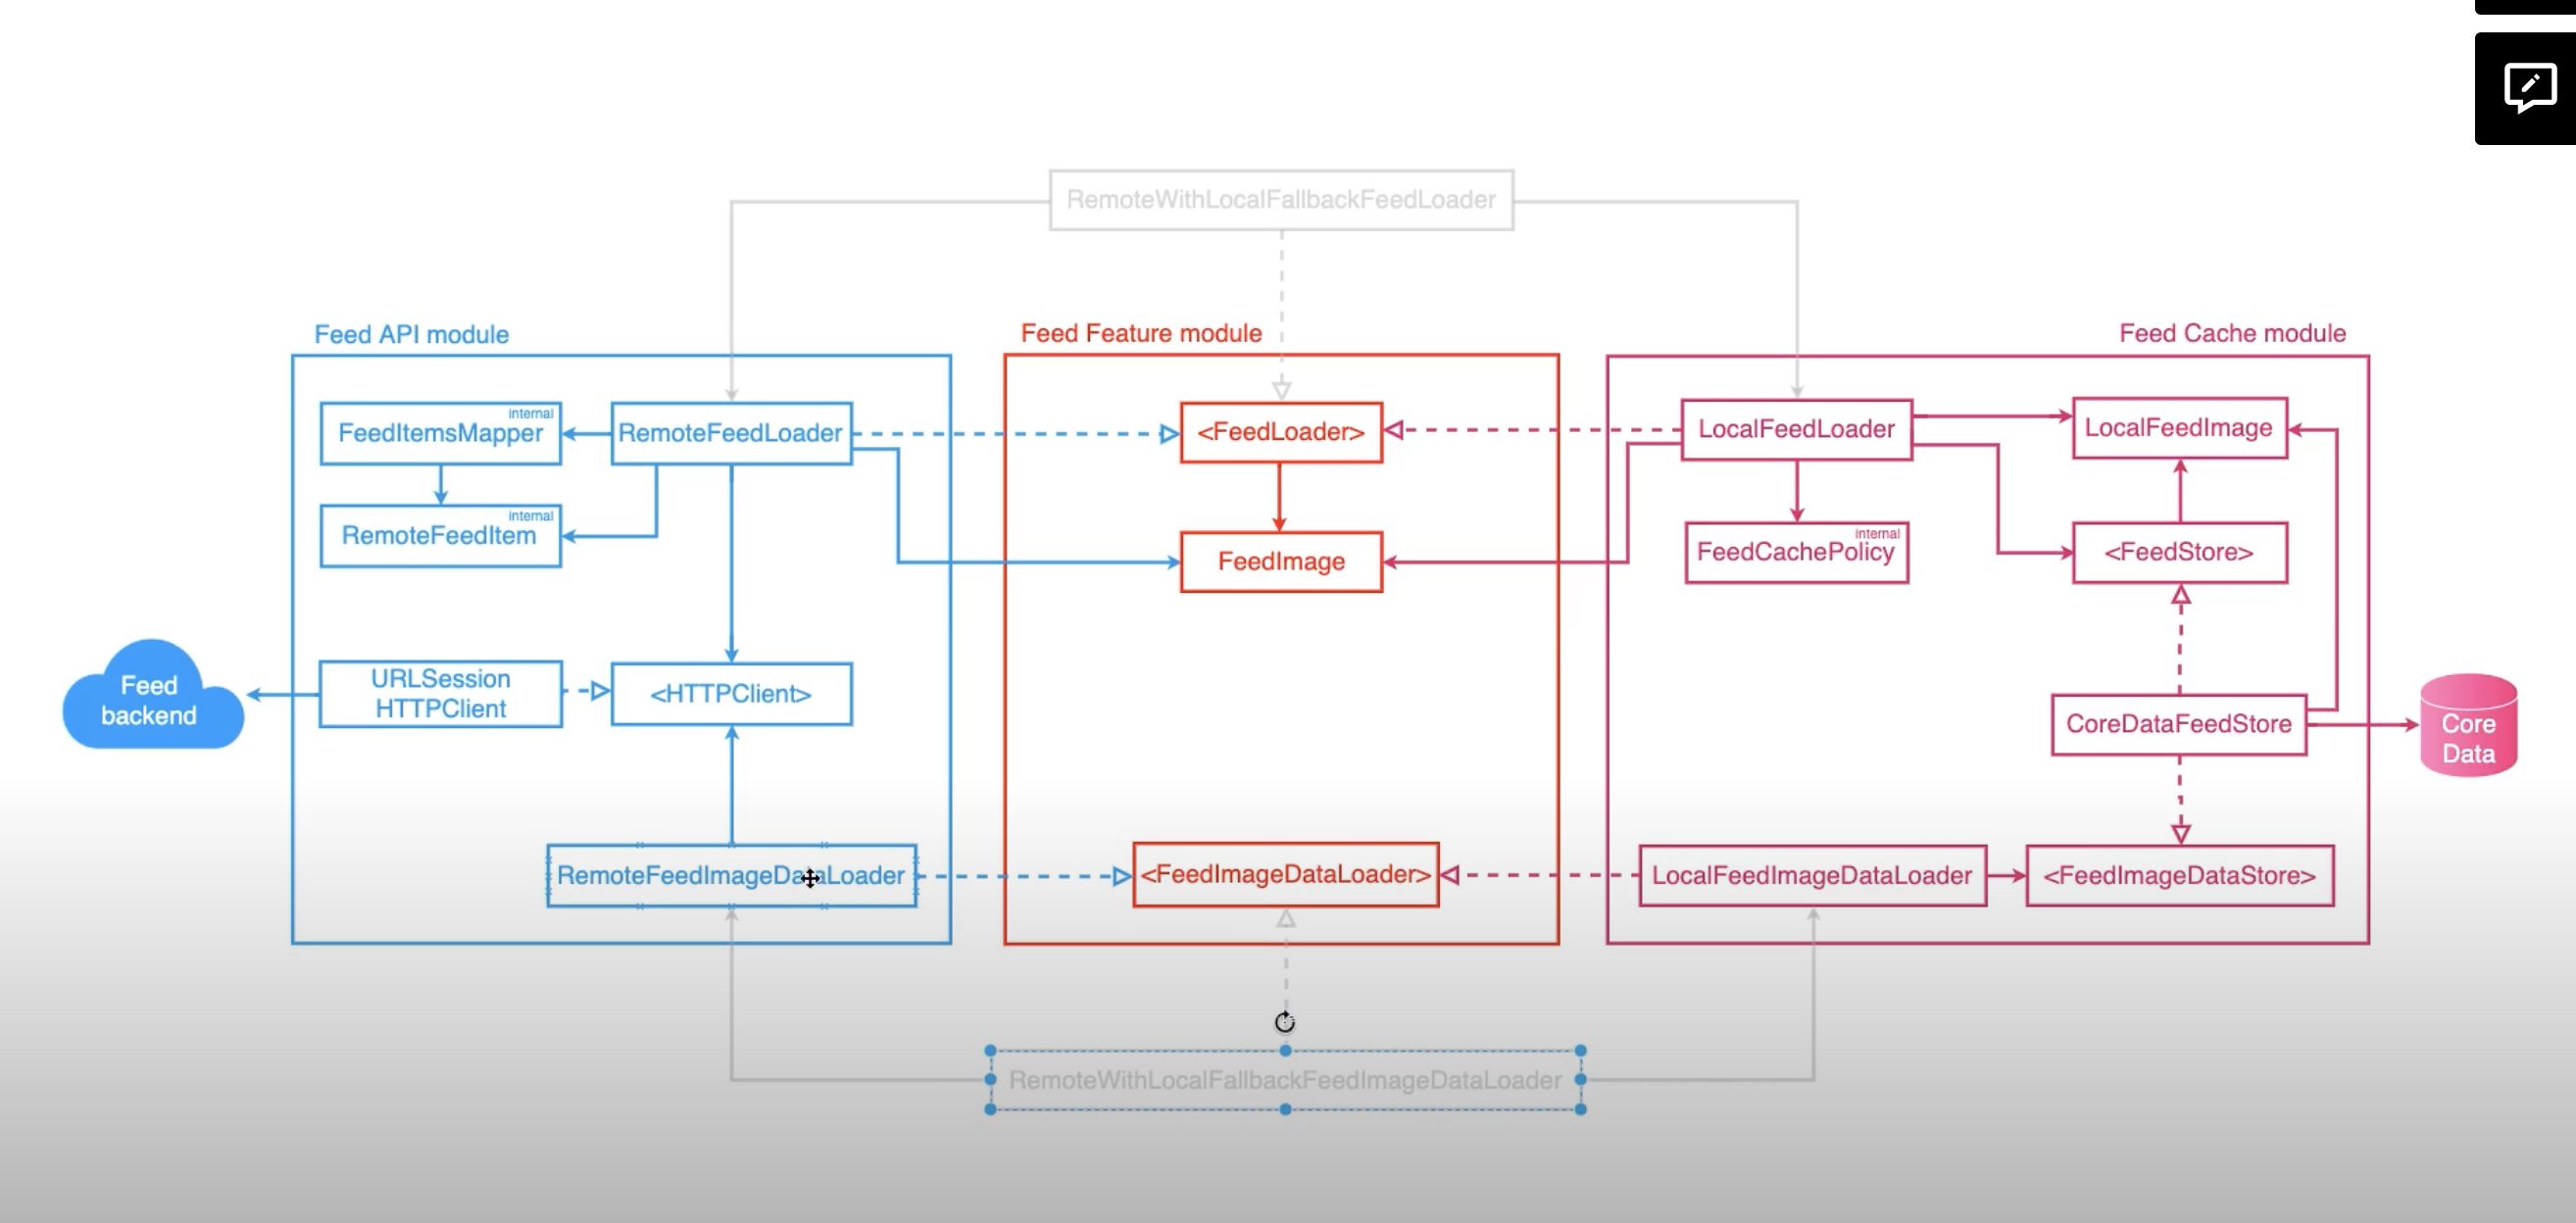 RemoteWithLocalFallbackFeedLoader
Feed API module
Feed Feature module
Feed Cache module
internal
FeedItemsMapper
RemoteFeedLoader
<FeedLoader>
LocalFeedLoader
LocalFeedImage
internal
RemoteFeedItem
FeedImage
internal
FeedCachePolicy
<FeedStore>
Feed
backend
URLSession
HTTPClient
<HTTPClient>
CoreDataFeedStore
Core
Data
RemoteFeedImageDataLoader
<FeedImageDataLoader>
LocalFeedImageDataLoader
<FeedImageDataStore>
RemoteWithLocalFallbackFeedImageDataLoader